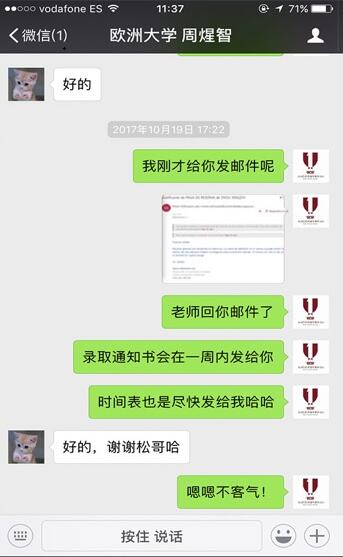 vodafone ES
11:37
71%
微信(1)
欧洲大学 周煋智
好的
2017年10月19日 17:22
我刚才给你发邮件呢
老师回你邮件了
录取通知书会在一周内发给你
时间表也是尽快发给我哈哈
好的，谢谢松哥哈
嗯嗯不客气！
按住 说话